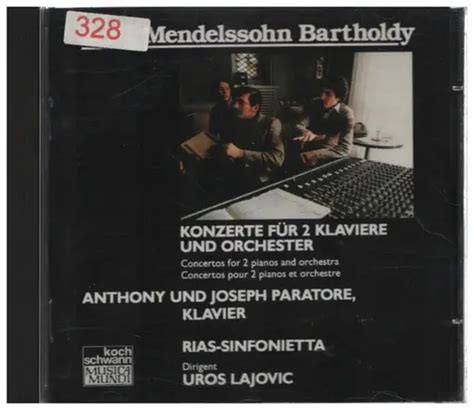 328
Mendelssohn Bartholdy
KONZERTE FÜR 2 KLAVIERE
UND ORCHESTER
Concertos for 2 pianos and orchestra
Concertos pour 2 pianos et orchestre
ANTHONY UND JOSEPH PARATORE,
KLAVIER
RIAS-SINFONIETTA
Dirigent
UROS LAJOVIC
koch
schwann
MUSICA
MUNDI